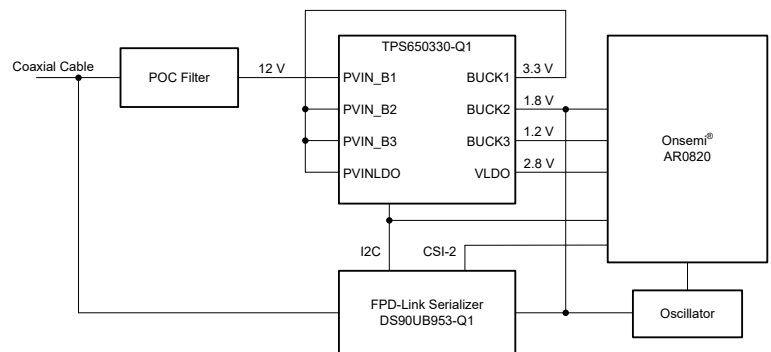 Coaxial Cable
POC Filter
12 V
TPS650330-Q1
PVIN_B1
PVIN_B2
PVIN_B3
PVINLDO
BUCK1
BUCK2
BUCK3
VLDO
3.3 V
1.8 V
1.2 V
2.8 V
Onsemi®
AR0820
I2C
CSI-2
FPD-Link Serializer
DS90UB953-Q1
Oscillator